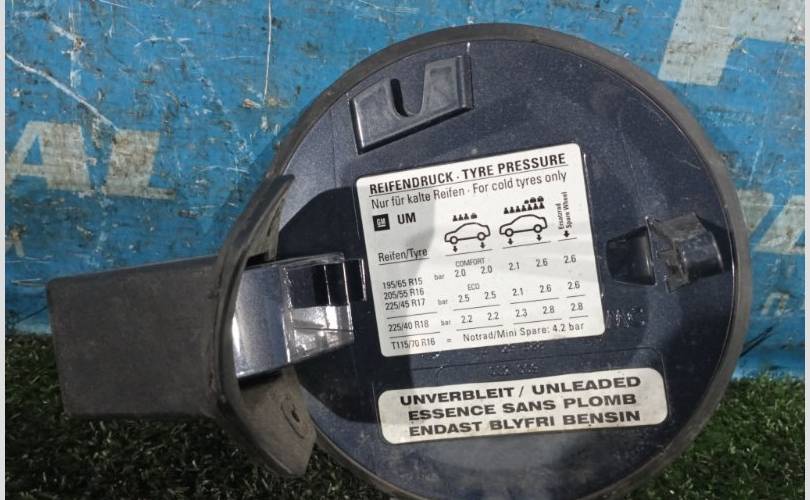 REIFENDRUCK · TYRE PRESSURE
Nur für kalte Reifen · For cold tyres only
GM UM
Ersatzrad
Spare Wheel
Reifen/Tyre
COMFORT
195/65 R15 bar 2.0 2.0 2.1 2.6 2.6
205/55 R16
ECO
225/45 R17 bar 2.5 2.5 2.1 2.6 2.6
225/40 R18 bar 2.2 2.2 2.3 2.8 2.8
T115/70 R16 = Notrad/Mini Spare: 4.2 bar
UNVERBLEIT / UNLEADED
ESSENCE SANS PLOMB
ENDAST BLYFRI BENSIN